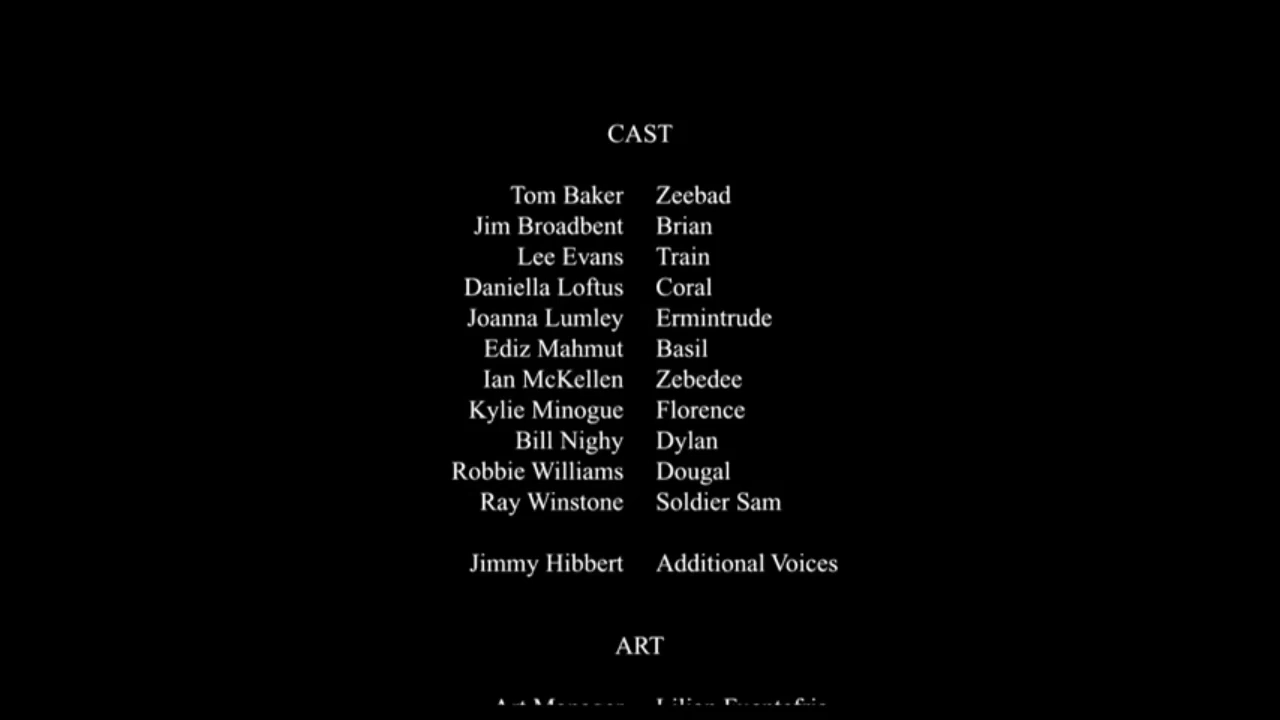 CAST
Tom Baker Zeebad
Jim Broadbent Brian
Lee Evans Train
Daniella Loftus Coral
Joanna Lumley Ermintrude
Ediz Mahmut Basil
Ian McKellen Zebedee
Kylie Minogue Florence
Bill Nighy Dylan
Robbie Williams Dougal
Ray Winstone Soldier Sam
Jimmy Hibbert Additional Voices
ART
Art Manager